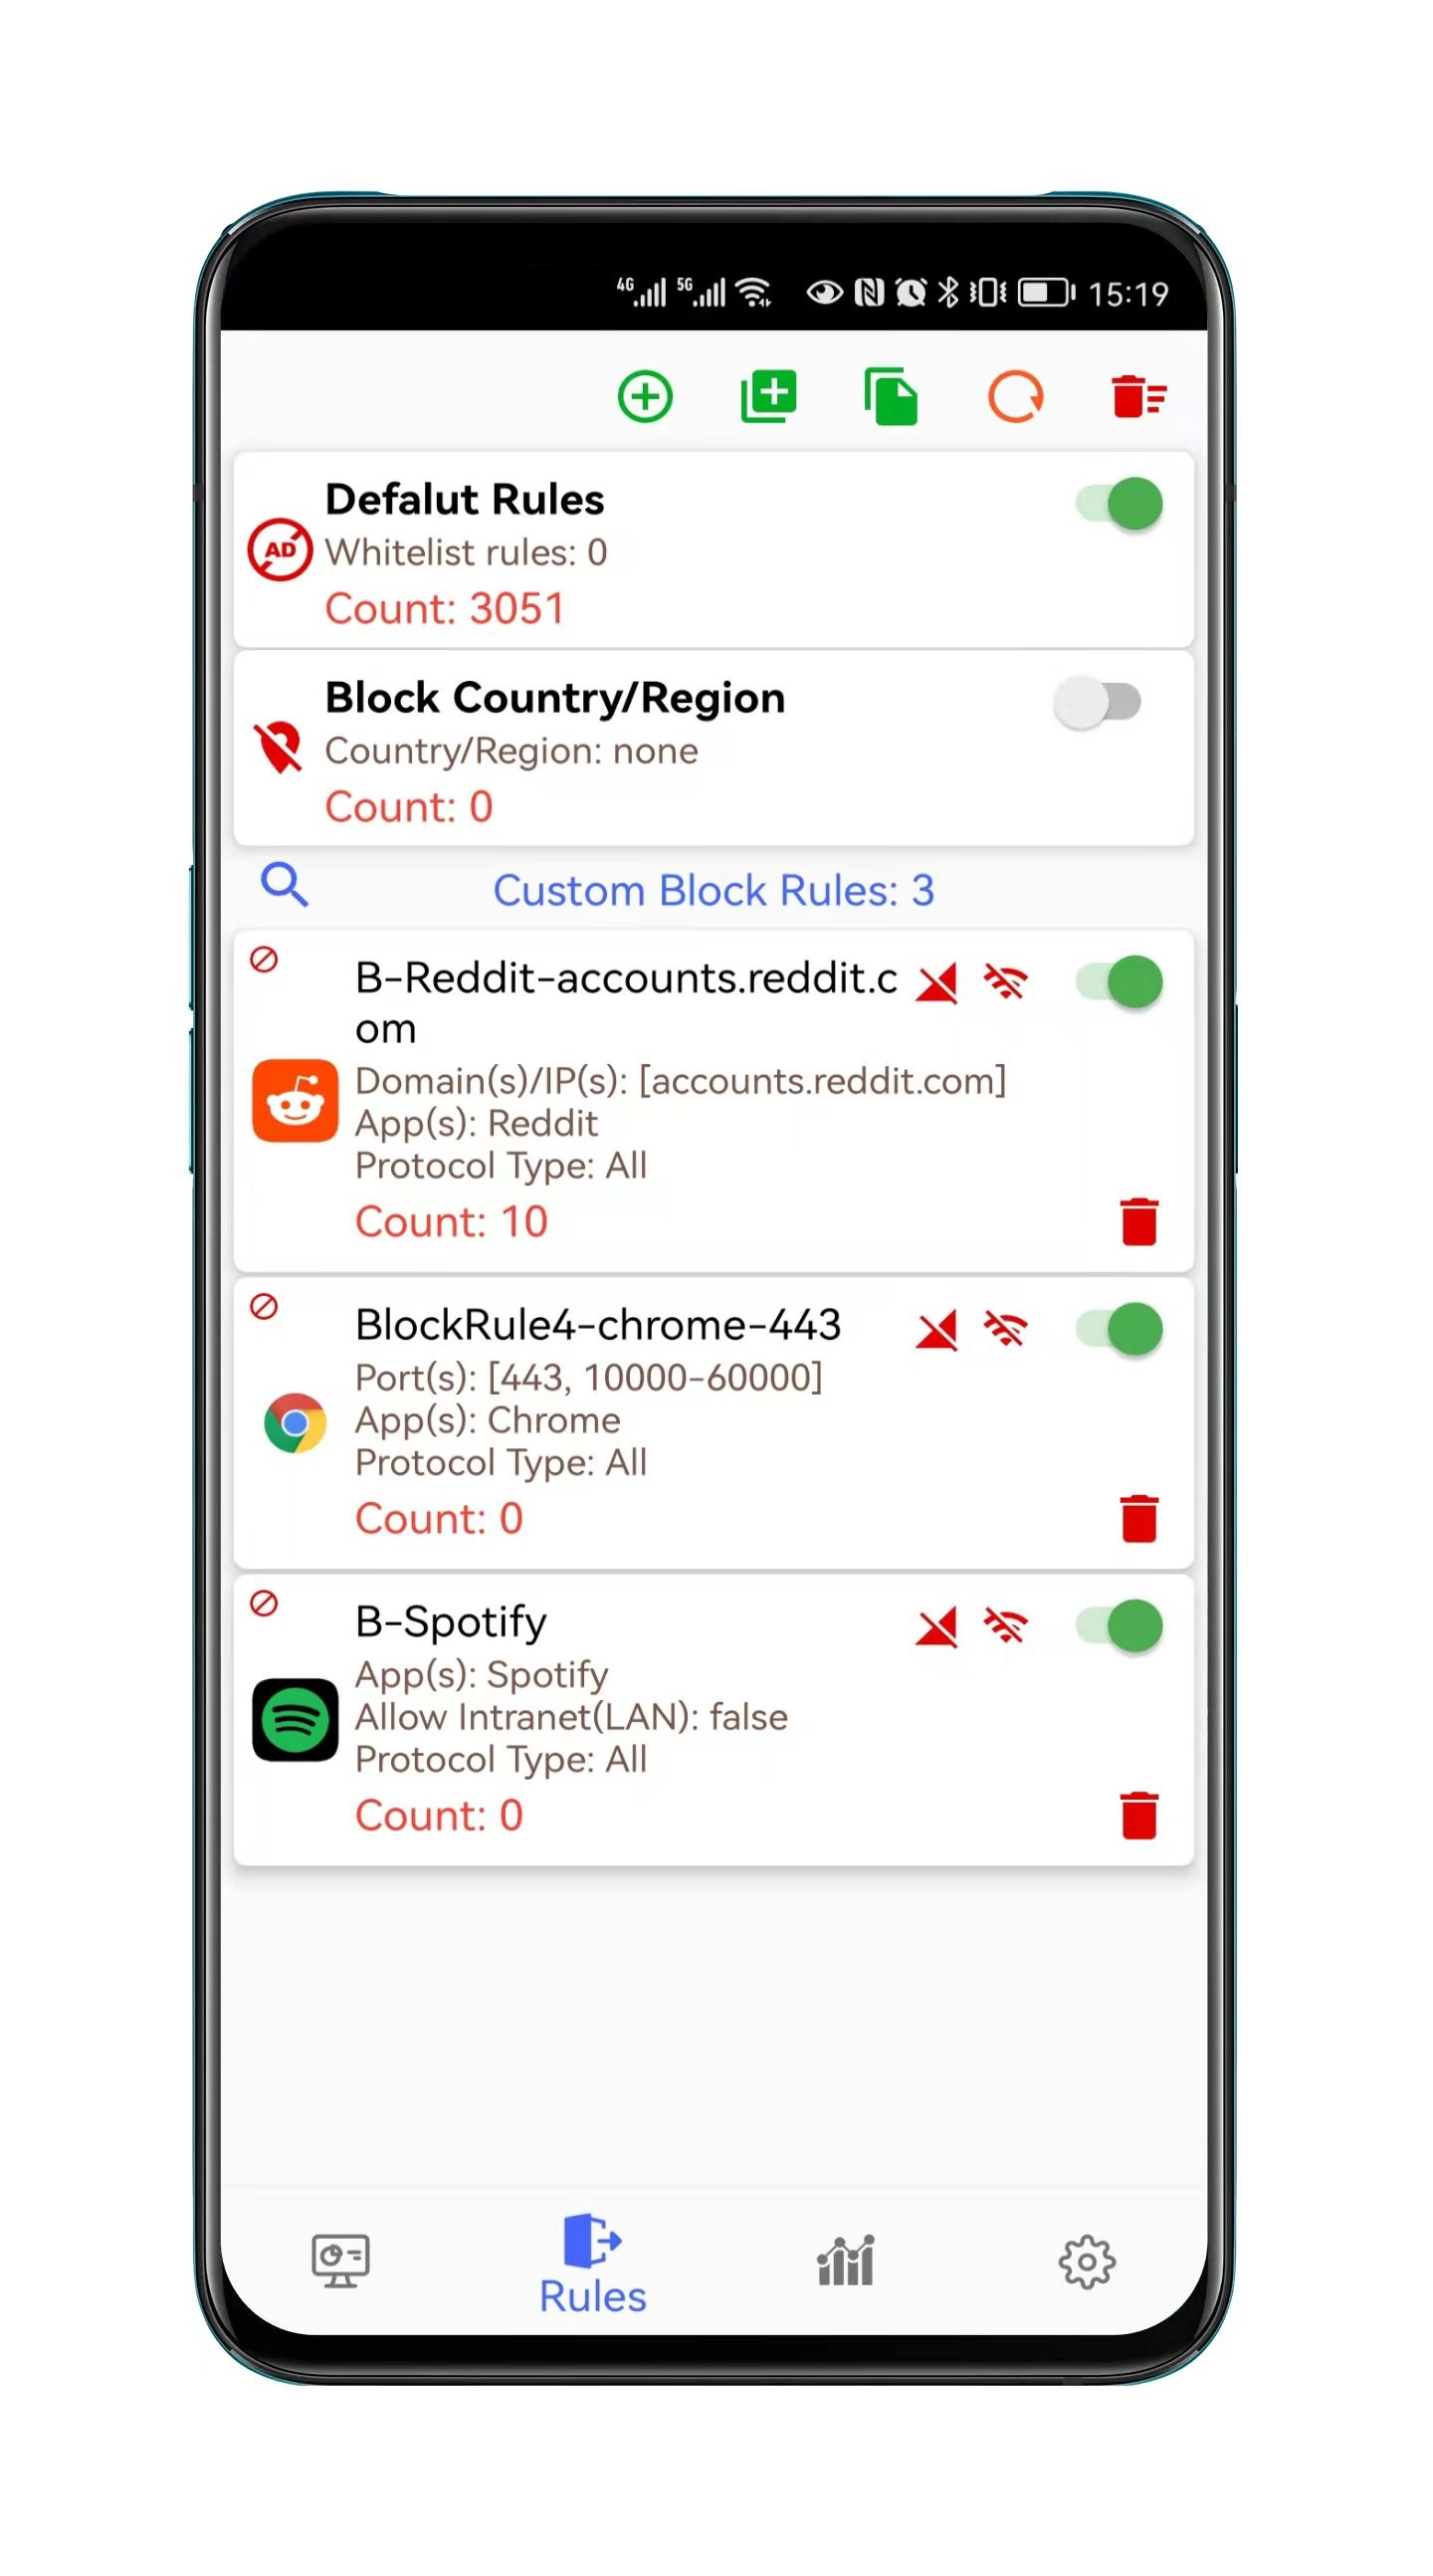 4G 5G 15:19
Defalut Rules
AD
Whitelist rules: 0
Count: 3051
Block Country/Region
Country/Region: none
Count: 0
Custom Block Rules: 3
B-Reddit-accounts.reddit.c
om
Domain(s)/IP(s): [accounts.reddit.com]
App(s): Reddit
Protocol Type: All
Count: 10
BlockRule4-chrome-443
Port(s): [443, 10000-60000]
App(s): Chrome
Protocol Type: All
Count: 0
B-Spotify
App(s): Spotify
Allow Intranet(LAN): false
Protocol Type: All
Count: 0
Rules